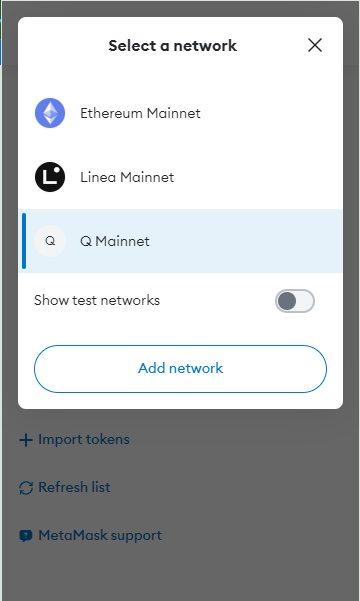 Select a network
Ethereum Mainnet
Linea Mainnet
Q
Q Mainnet
Show test networks
Add network
Import tokens
Refresh list
MetaMask support